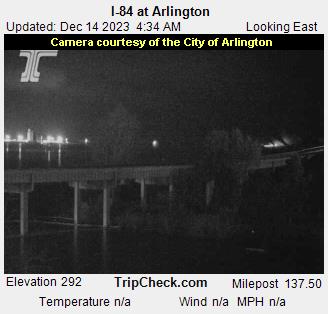 I-84 at Arlington
Updated: Dec 14 2023 4:34 AM Looking East
Camera courtesy of the City of Arlington
Elevation 292 TripCheck.com Milepost 137.50
Temperature n/a Wind n/a MPH n/a